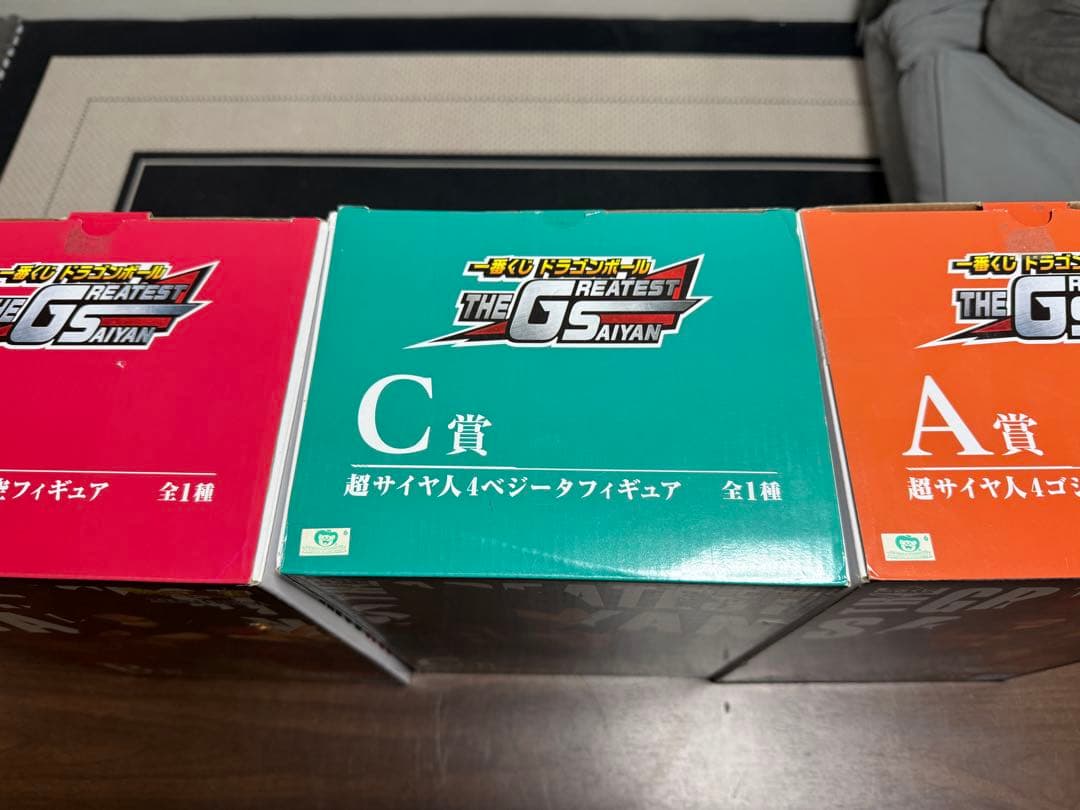 一番くじ ドラゴンボール
THE GREATEST SAIYAN
フィギュア 全1種
一番くじ ドラゴンボール
THE GREATEST SAIYAN
C賞
超サイヤ人4ベジータフィギュア 全1種
一番くじ ドラゴンボ
THE G
A賞
超サイヤ人4ゴジ